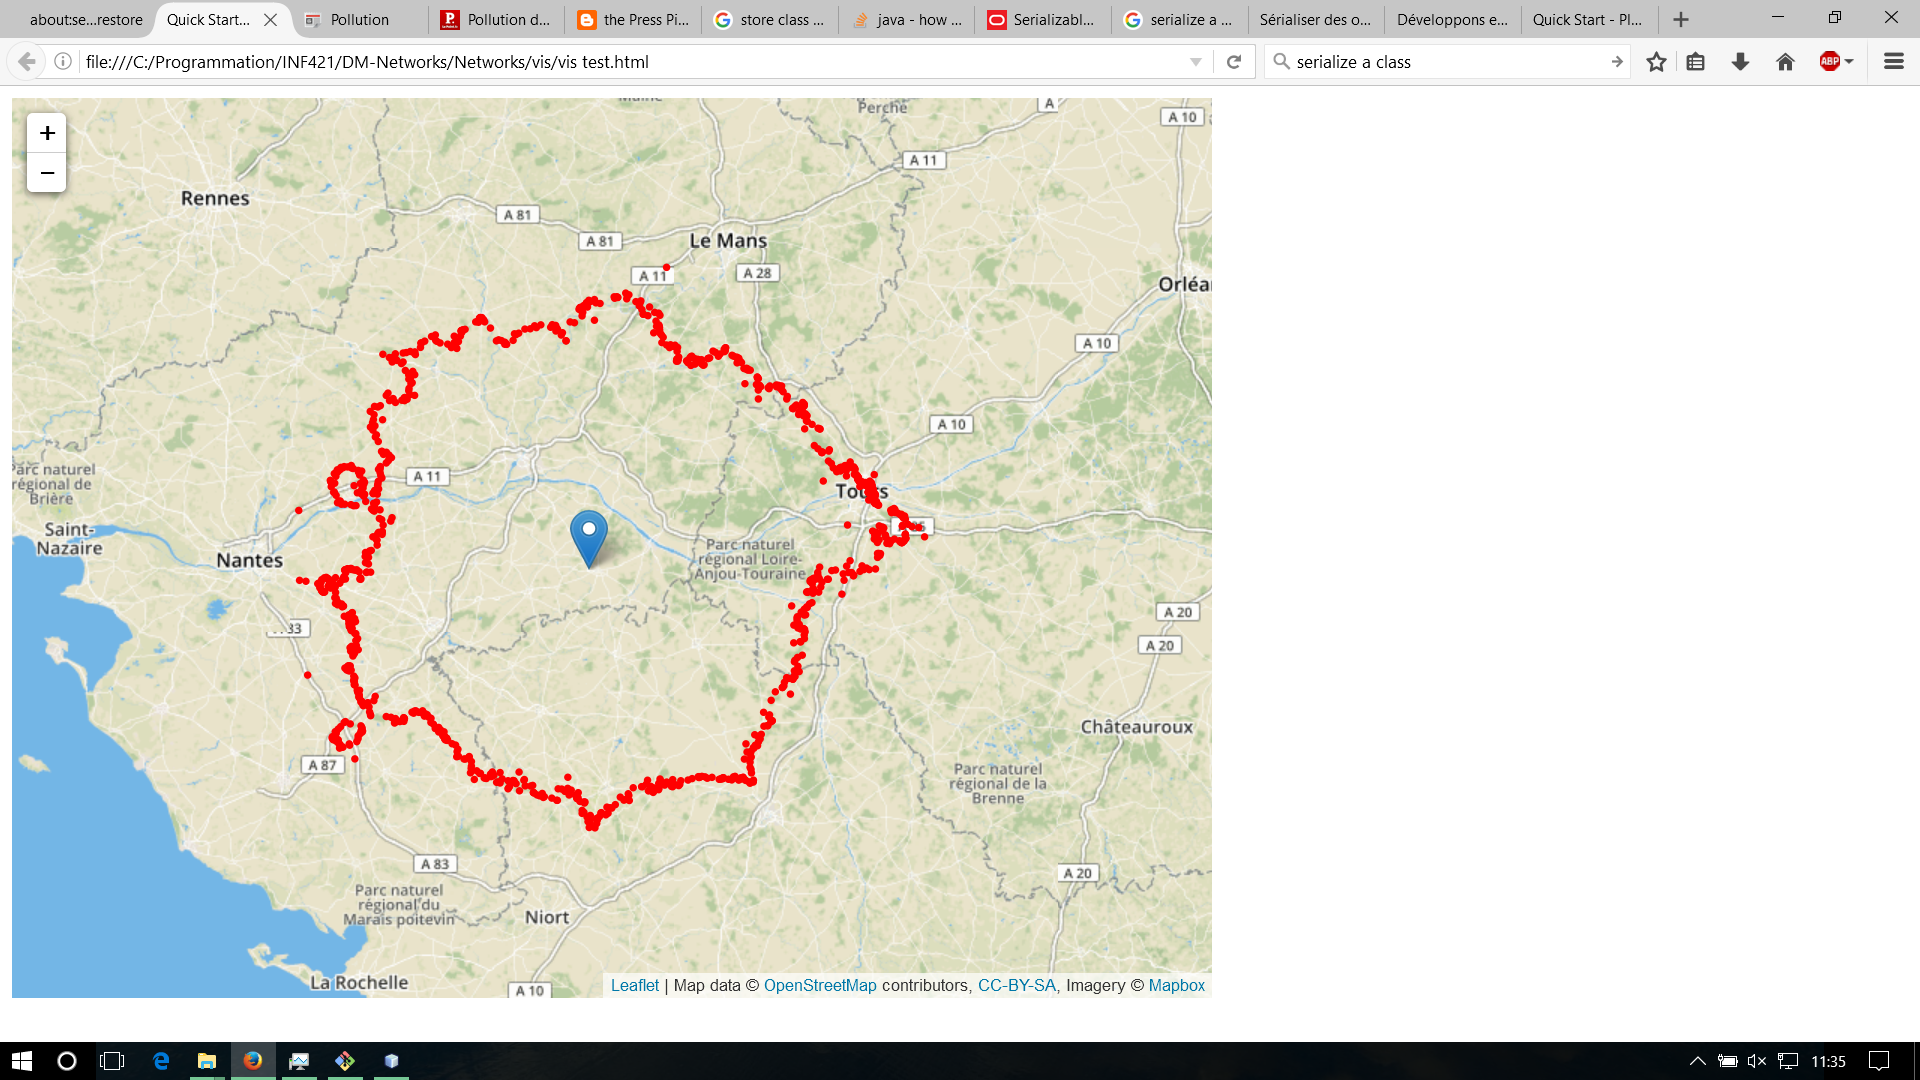 about:se...restore
Quick Start...
Pollution
Pollution d...
the Press Pi...
store class ...
java - how ...
Serializabl...
serialize a ...
Sérialiser des o...
Développons e...
Quick Start - Pl...
file:///C:/Programmation/INF421/DM-Networks/Networks/vis/vis test.html
serialize a class
ABP
+
−
Perche
A
A 10
A 11
Rennes
A 81
A 81
Le Mans
A 11
A 28
Orléa
A 10
A 10
Parc naturel
régional de
Brière
A 11
Tours
Saint-
Nazaire
Nantes
Parc naturel
régional Loire-
Anjou-Touraine
A 20
33
A 20
Châteauroux
A 87
Parc naturel
régional de la
Brenne
A 83
A 20
Parc naturel
régional du
Marais poitevin
Niort
La Rochelle
A 10
Leaflet | Map data © OpenStreetMap contributors, CC-BY-SA, Imagery © Mapbox
11:35